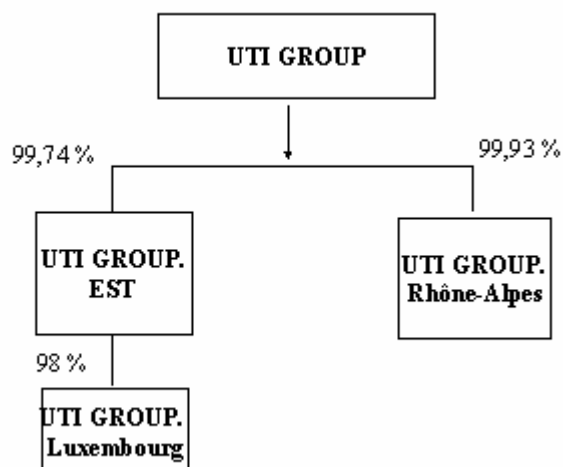 UTI GROUP
99,74 %
99,93 %
UTI GROUP.
EST
UTI GROUP.
Rhône-Alpes
98 %
UTI GROUP.
Luxembourg